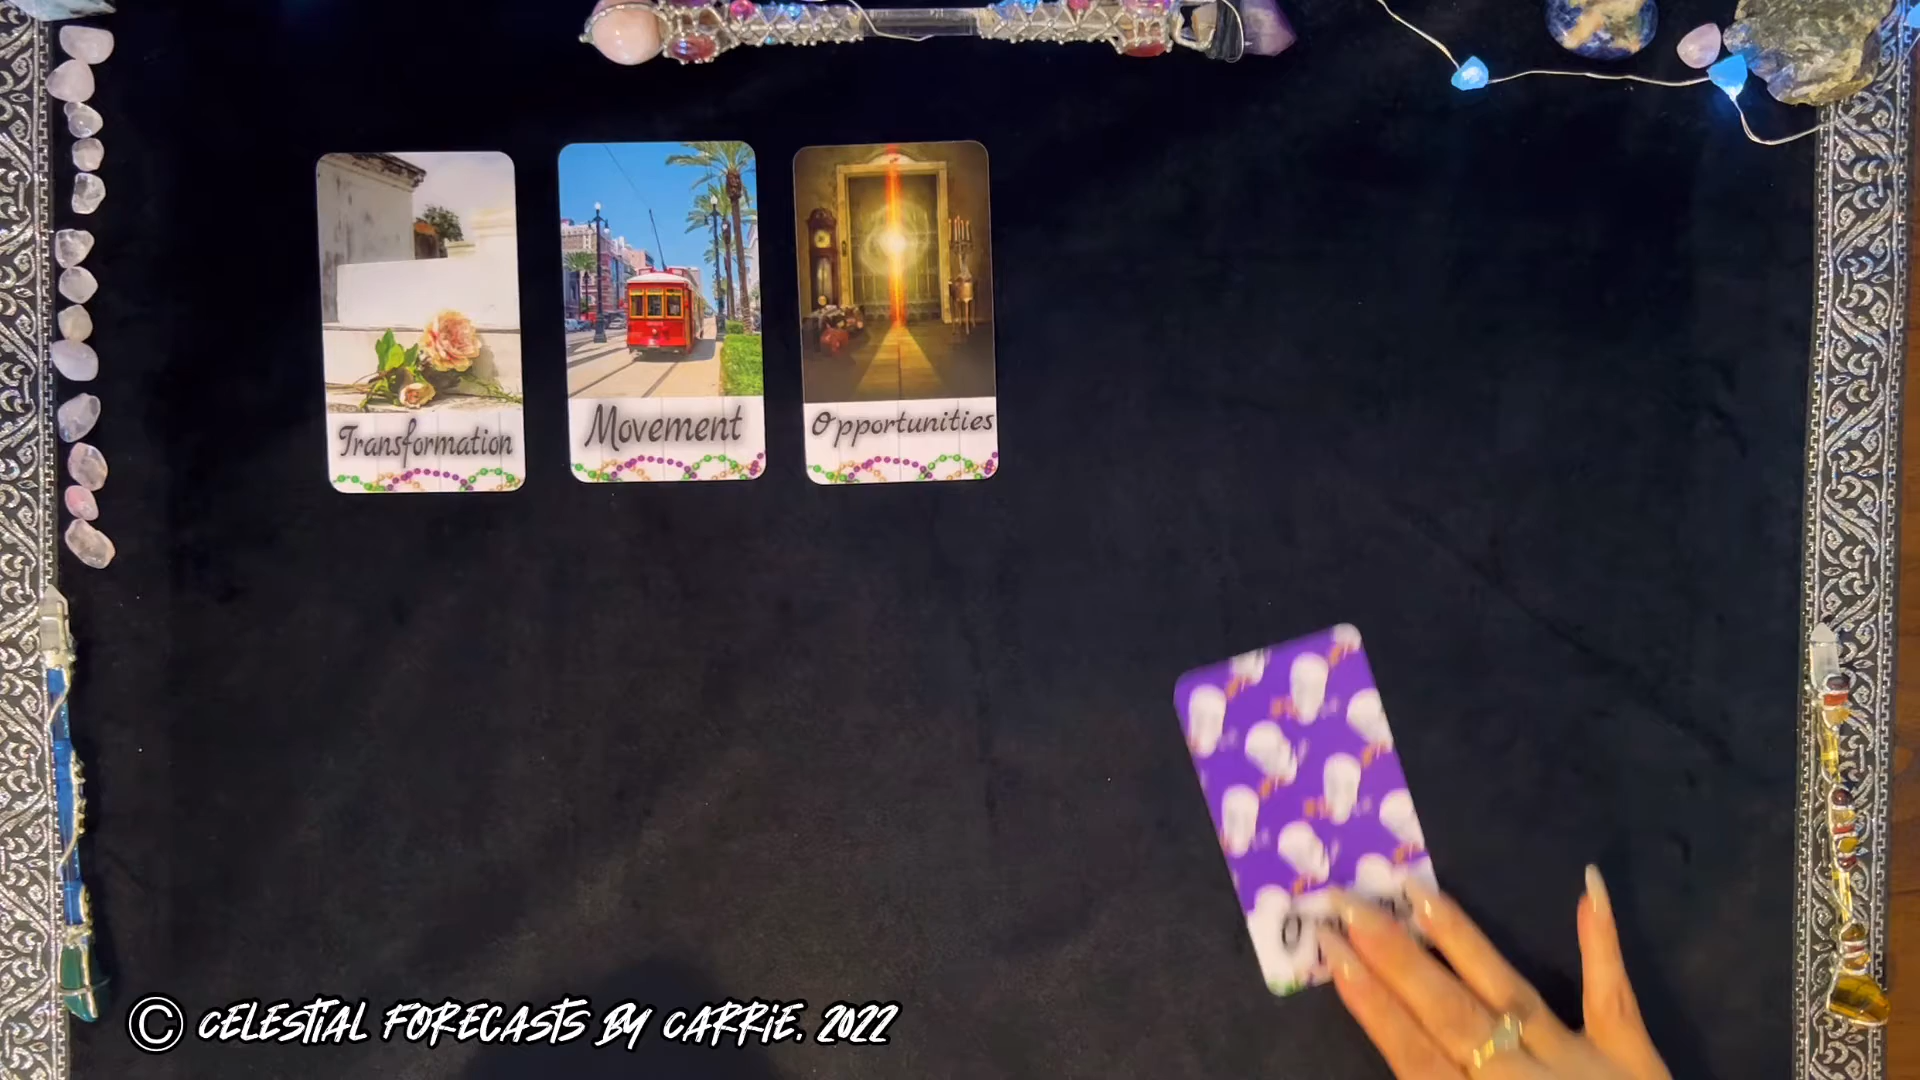 Transformation
Movement
Opportunities
© CELESTIAL FORECASTS BY CARRIE. 2022